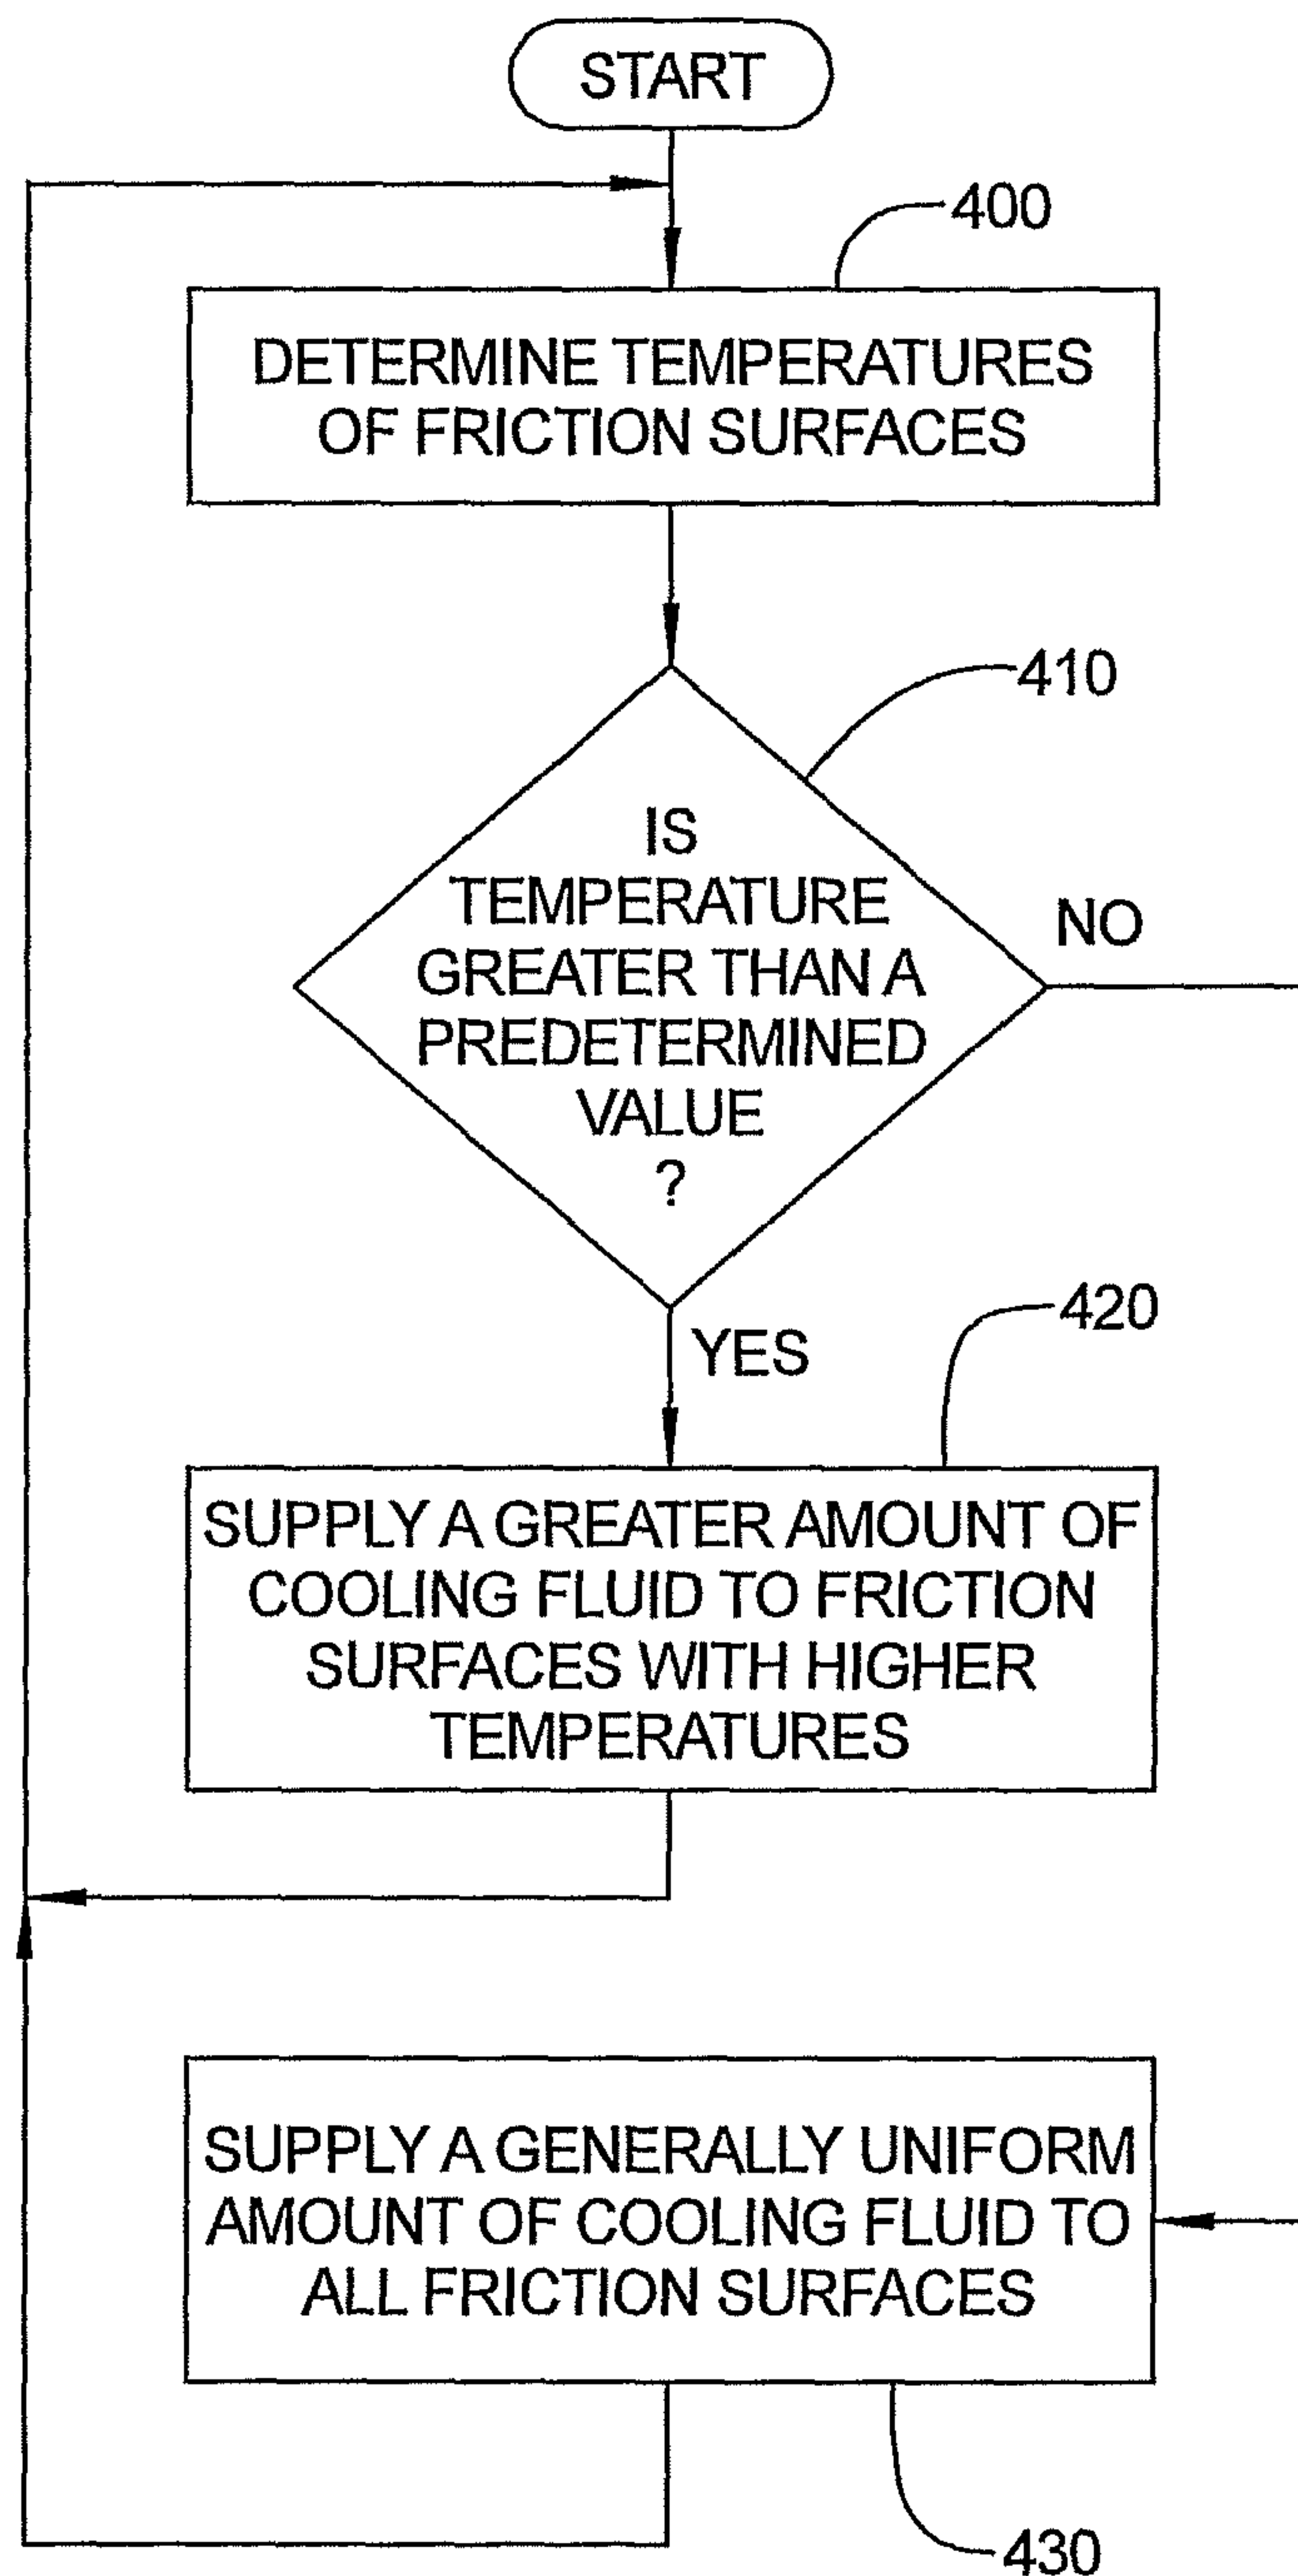 START
400
DETERMINE TEMPERATURES
OF FRICTION SURFACES
410
IS
TEMPERATURE
GREATER THAN A
PREDETERMINED
VALUE
?
NO
YES
420
SUPPLY A GREATER AMOUNT OF
COOLING FLUID TO FRICTION
SURFACES WITH HIGHER
TEMPERATURES
SUPPLY A GENERALLY UNIFORM
AMOUNT OF COOLING FLUID TO
ALL FRICTION SURFACES
430